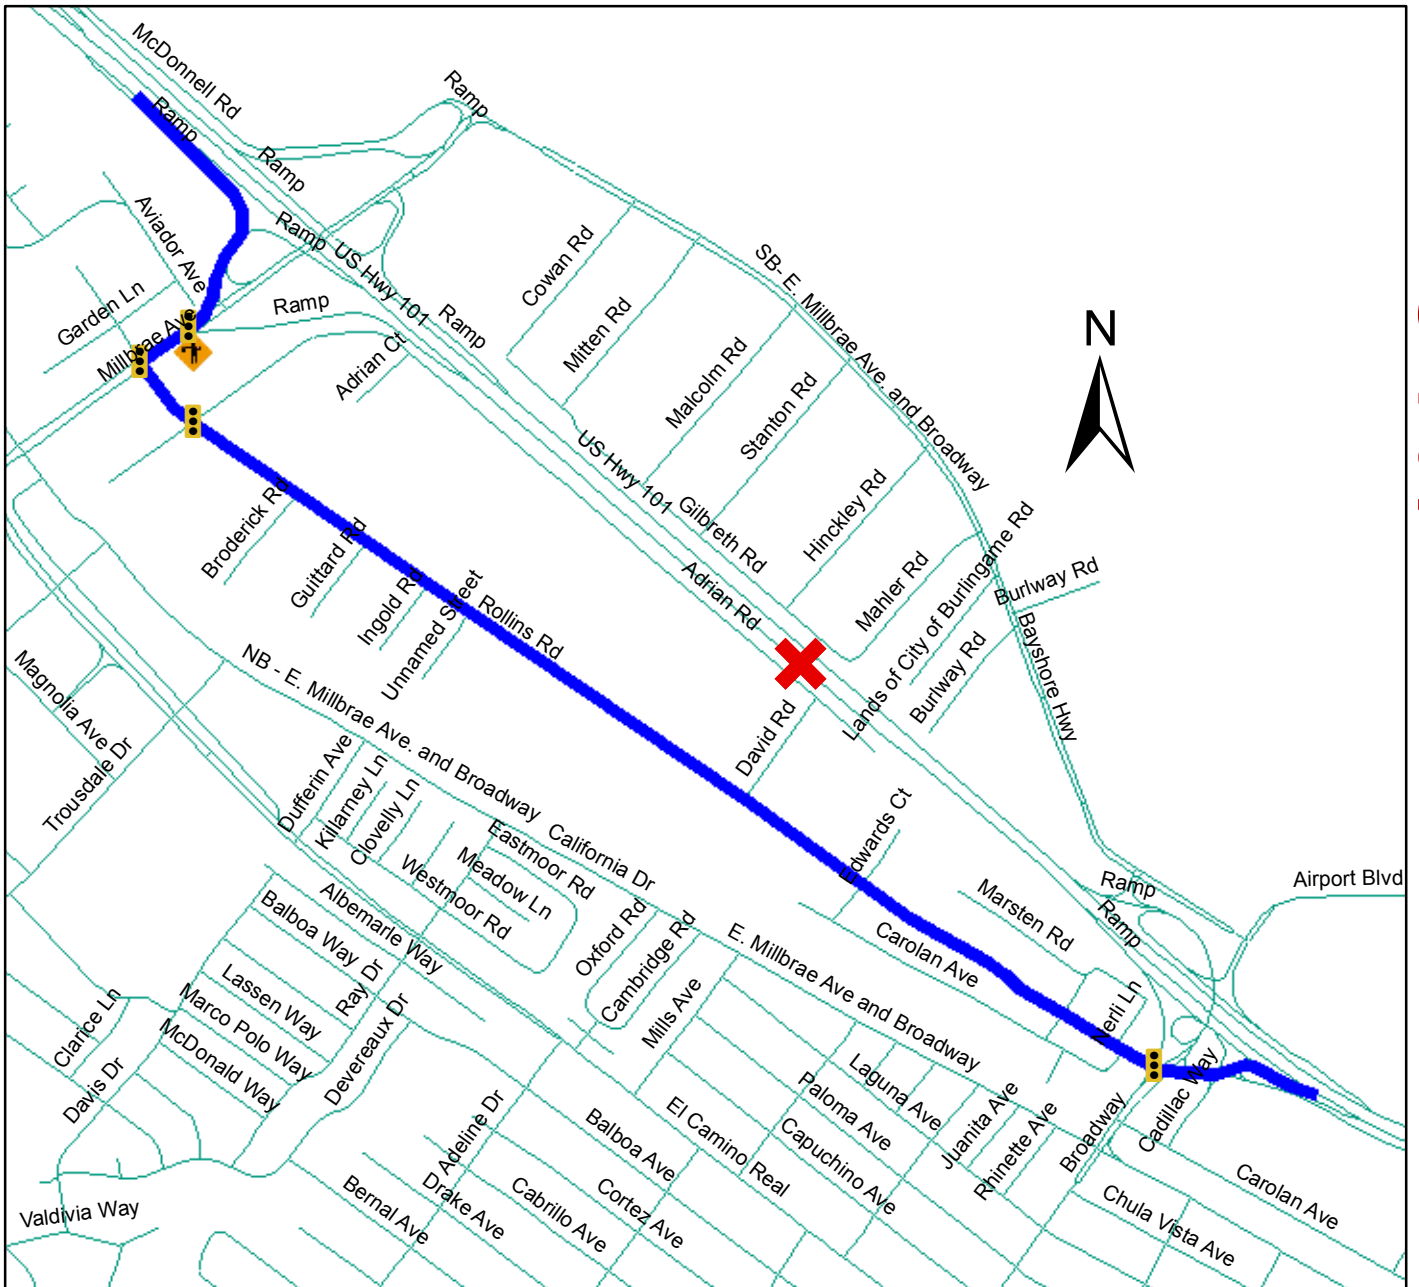 McDonnell Rd
Ramp
Ramp
Ramp
Aviador Ave
Ramp
US Hwy 101
Cowan Rd
SB- E. Millbrae Ave. and Broadway
Garden Ln
Ramp
Ramp
Mitten Rd
N
Millbrae Ave
Adrian Ct
Malcolm Rd
Stanton Rd
US Hwy 101
Gilbreth Rd
Hinckley Rd
Broderick Rd
Guittard Rd
Ingold Rd
Unnamed Street
Rollins Rd
Adrian Rd
Mahler Rd
Lands of City of Burlingame Rd
Burlway Rd
Burlway Rd
Bayshore Hwy
Magnolia Ave
Trousdale Dr
NB - E. Millbrae Ave. and Broadway
David Rd
Dufferin Ave
Killarney Ln
Clovelly Ln
Eastmoor Rd
California Dr
Edwards Ct
Westmoor Rd
Meadow Ln
Marsten Rd
Ramp
Ramp
Airport Blvd
Albemarle Way
Balboa Way
Ray Dr
Oxford Rd
Cambridge Rd
E. Millbrae Ave and Broadway
Carolan Ave
Lassen Way
Marco Polo Way
McDonald Way
Clarice Ln
Davis Dr
Devereaux Dr
Mills Ave
Nerli Ln
Laguna Ave
Paloma Ave
Capuchino Ave
Juanita Ave
Rhinette Ave
Broadway
Cadillac Way
Adeline Dr
Balboa Ave
El Camino Real
Valdivia Way
Bernal Ave
Drake Ave
Cabrillo Ave
Cortez Ave
Chula Vista Ave
Carolan Ave